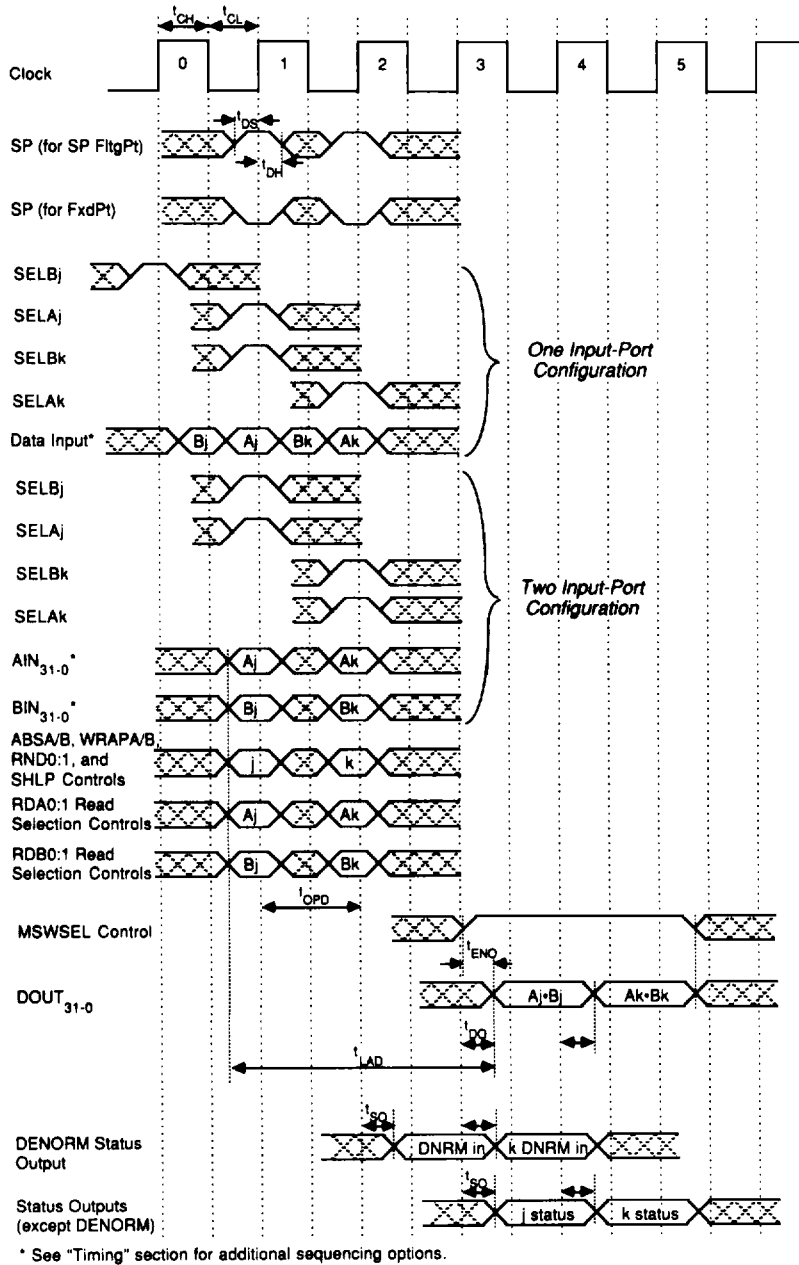 tCH tCL
Clock 0 1 2 3 4 5
tDS
SP (for SP FltgPt)
tDH
SP (for FxdPt)
SELBj
SELAj
SELBk
SELAk
One Input-Port
Configuration
Data Input* Bj Aj Bk Ak
SELBj
SELAj
SELBk
SELAk
Two Input-Port
Configuration
AIN31-0* Aj Ak
BIN31-0* Bj Bk
ABSA/B, WRAPA/B,
RND0:1, and
SHLP Controls
j k
RDA0:1 Read
Selection Controls
Aj Ak
RDB0:1 Read
Selection Controls
Bj Bk
tOPD
MSWSEL Control
tENO
DOUT31-0 Aj•Bj Ak•Bk
tDO
tLAD
tSO
DENORM Status
Output
DNRM in k DNRM in
tSO
Status Outputs
(except DENORM)
j status k status
* See "Timing" section for additional sequencing options.